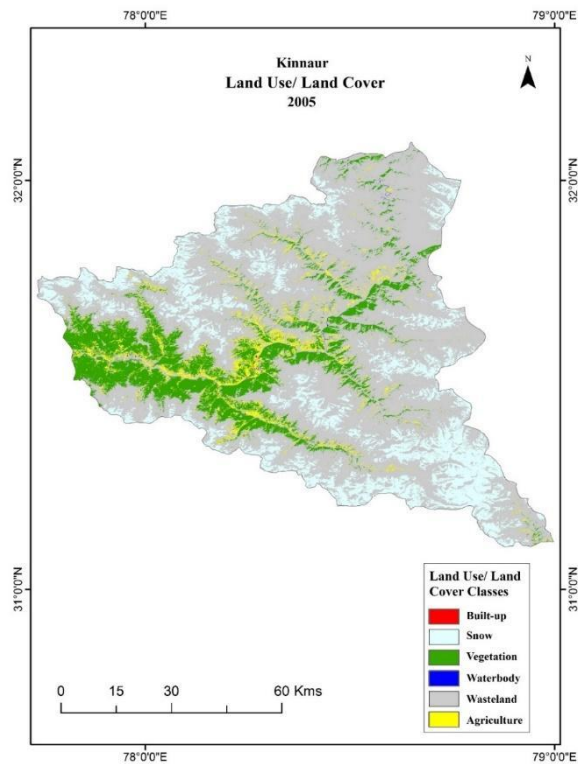 78°0'0"E
79°0'0"E
Kinnaur
Land Use/ Land Cover
2005
N
32°0'0"N
32°0'0"N
31°0'0"N
31°0'0"N
Land Use/ Land
Cover Classes
Built-up
Snow
Vegetation
Waterbody
Wasteland
Agriculture
0 15 30 60 Kms
78°0'0"E
79°0'0"E